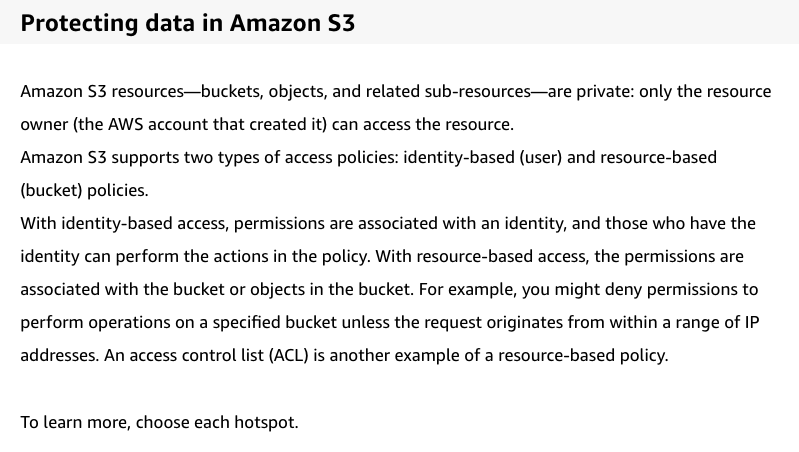 Protecting data in Amazon S3
Amazon S3 resources—buckets, objects, and related sub-resources—are private: only the resource
owner (the AWS account that created it) can access the resource.
Amazon S3 supports two types of access policies: identity-based (user) and resource-based
(bucket) policies.
With identity-based access, permissions are associated with an identity, and those who have the
identity can perform the actions in the policy. With resource-based access, the permissions are
associated with the bucket or objects in the bucket. For example, you might deny permissions to
perform operations on a specified bucket unless the request originates from within a range of IP
addresses. An access control list (ACL) is another example of a resource-based policy.
To learn more, choose each hotspot.